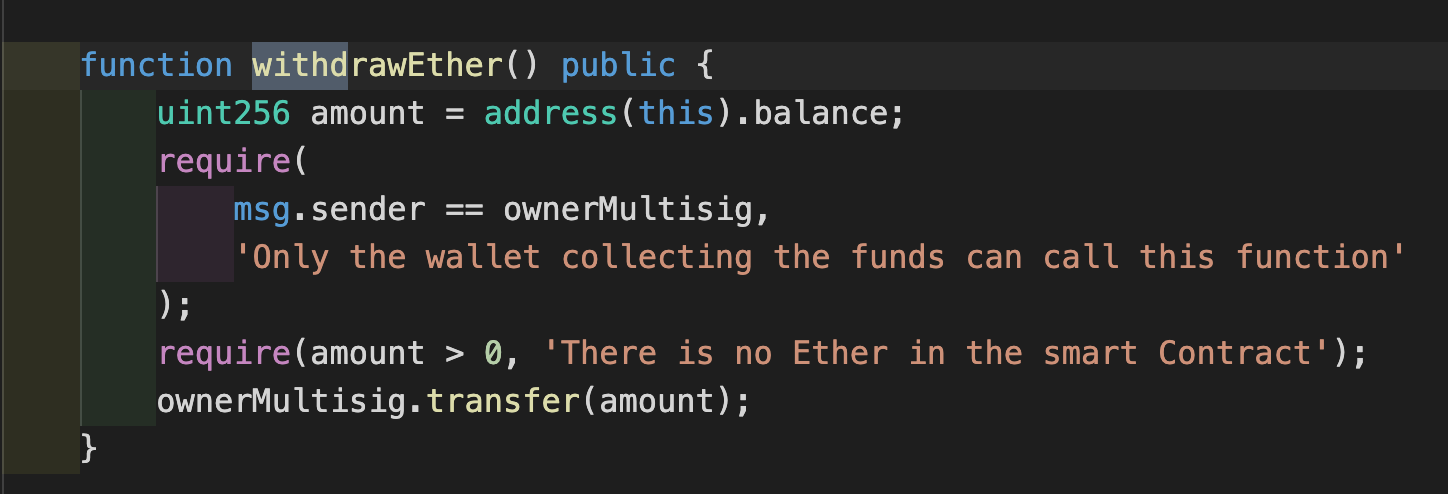 function withdrawEther() public {
uint256 amount = address(this).balance;
require(
msg.sender == ownerMultisig,
'Only the wallet collecting the funds can call this function'
);
require(amount > 0, 'There is no Ether in the smart Contract');
ownerMultisig.transfer(amount);
}